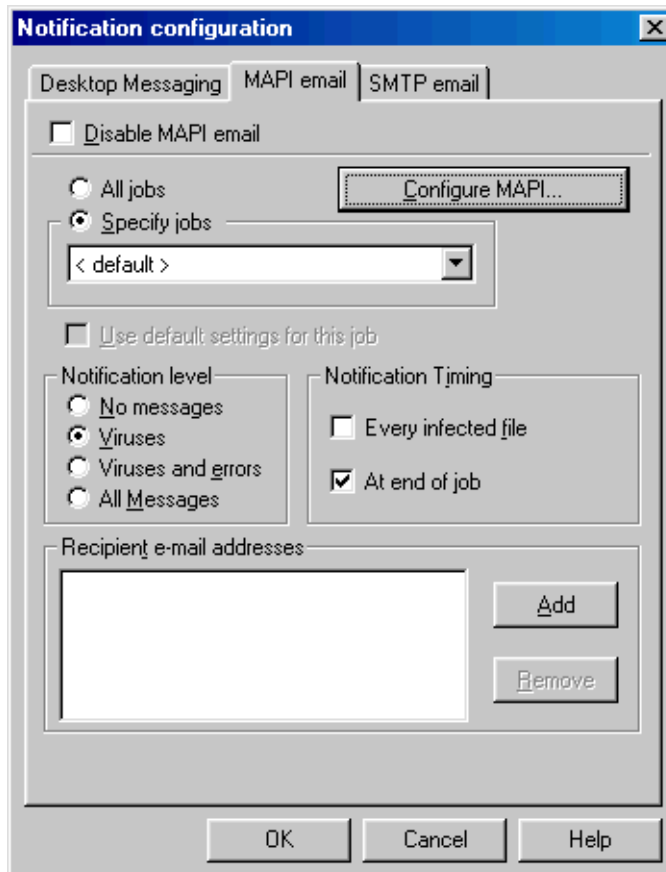 Notification configuration
Desktop Messaging MAPI email SMTP email
Disable MAPI email
All jobs Configure MAPI...
Specify jobs
< default >
Use default settings for this job
Notification level Notification Timing
No messages
Every infected file
Viruses
Viruses and errors
At end of job
All Messages
Recipient e-mail addresses
Add
Remove
OK Cancel Help